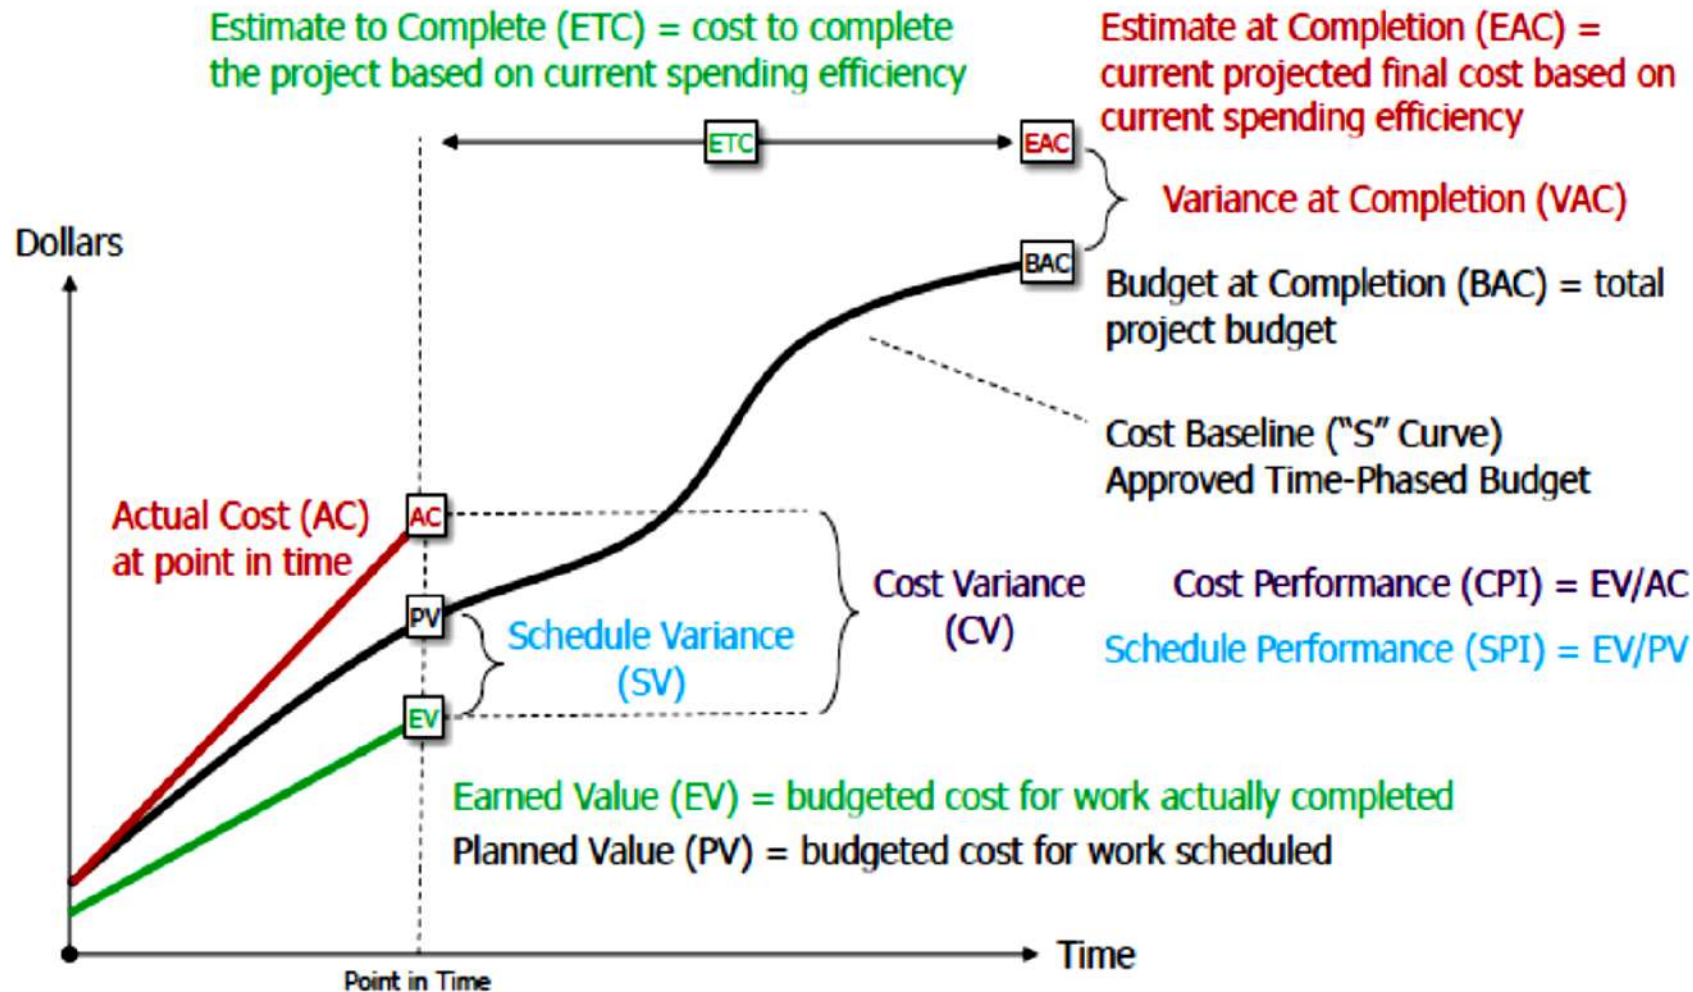 Estimate to Complete (ETC) = cost to complete
the project based on current spending efficiency
Estimate at Completion (EAC) =
current projected final cost based on
current spending efficiency
ETC
EAC
Variance at Completion (VAC)
Dollars
BAC
Budget at Completion (BAC) = total
project budget
Cost Baseline (“S” Curve)
Approved Time-Phased Budget
Actual Cost (AC)
at point in time
AC
PV
Schedule Variance
(SV)
Cost Variance
(CV)
Cost Performance (CPI) = EV/AC
Schedule Performance (SPI) = EV/PV
EV
Earned Value (EV) = budgeted cost for work actually completed
Planned Value (PV) = budgeted cost for work scheduled
Time
Point in Time